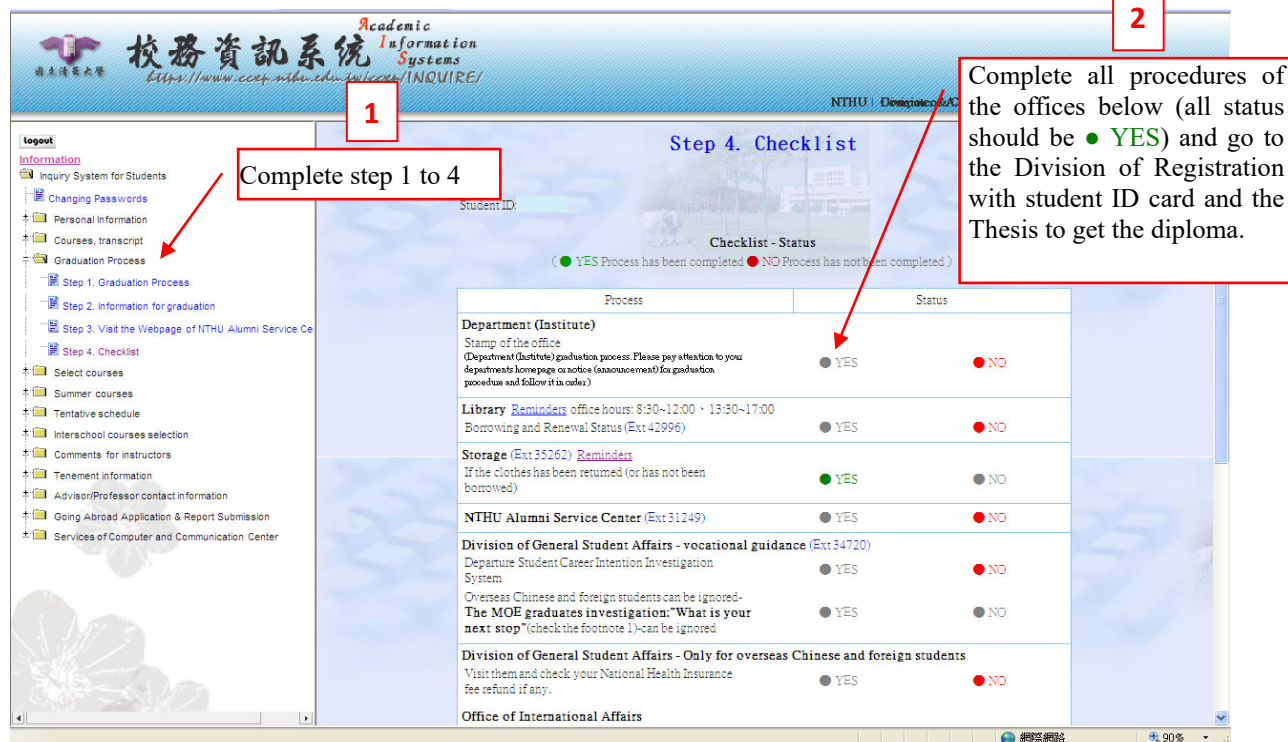 國立清華大學
校務資訊系統
Academic
Information
Systems
https://www.ccxp.nthu.edu.tw/ccxp/INQUIRE/
1
2
NTHU |
Complete all procedures of
the offices below (all status
should be ● YES) and go to
the Division of Registration
with student ID card and the
Thesis to get the diploma.
logout
Information
Inquiry System for Students
Changing Passwords
Personal Information
Courses, transcript
Graduation Process
Step 1. Graduation Process
Step 2. Information for graduation
Step 3. Visit the Webpage of NTHU Alumni Service Ce
Step 4. Checklist
Select courses
Summer courses
Tentative schedule
Interschool courses selection
Comments for instructors
Tenement information
Advisor/Professor contact information
Going Abroad Application & Report Submission
Services of Computer and Communication Center
Complete step 1 to 4
Step 4. Checklist
Student ID:
Checklist - Status
( ● YES Process has been completed ● NO Process has not been completed )
Process Status
Department (Institute)
Stamp of the office
(Department (Institute) graduation process. Please pay attention to your
departments homepage or notice (announcement) for graduation
procedure and follow it in order.)
● YES ● NO
Library Reminders office hours: 8:30~12:00、13:30~17:00
Borrowing and Renewal Status (Ext 42996) ● YES ● NO
Storage (Ext 35262) Reminders
If the clothes has been returned (or has not been
borrowed)
● YES ● NO
NTHU Alumni Service Center (Ext 31249) ● YES ● NO
Division of General Student Affairs - vocational guidance (Ext 34720)
Departure Student Career Intention Investigation
System
● YES ● NO
Overseas Chinese and foreign students can be ignored-
The MOE graduates investigation:"What is your
next stop"(check the footnote 1)-can be ignored
● YES ● NO
Division of General Student Affairs - Only for overseas Chinese and foreign students
Visit them and check your National Health Insurance
fee refund if any.
● YES ● NO
Office of International Affairs
網際網路 90%